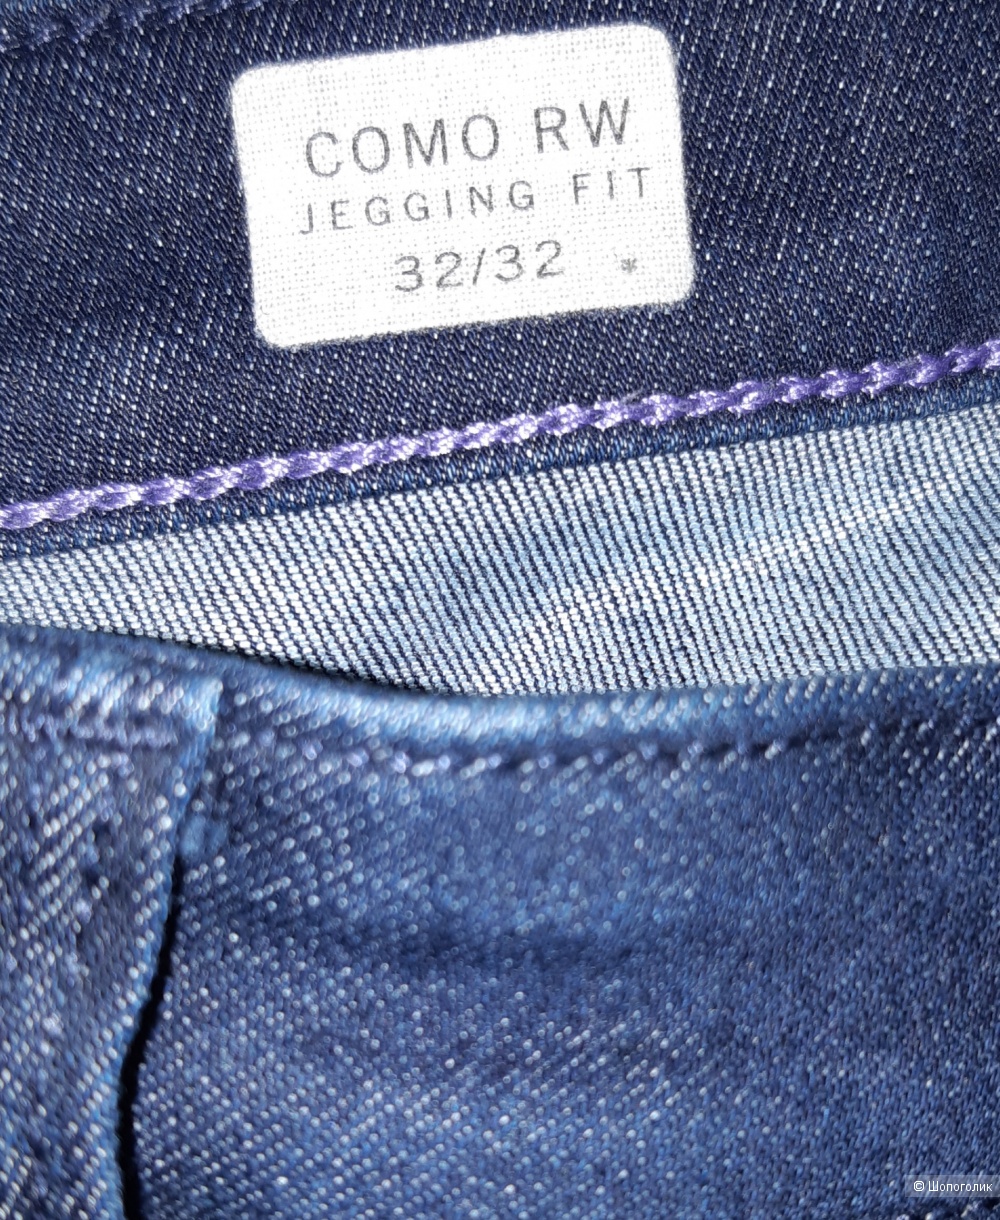 COMO RW
JEGGING FIT
32/32 *
© Шопоголик